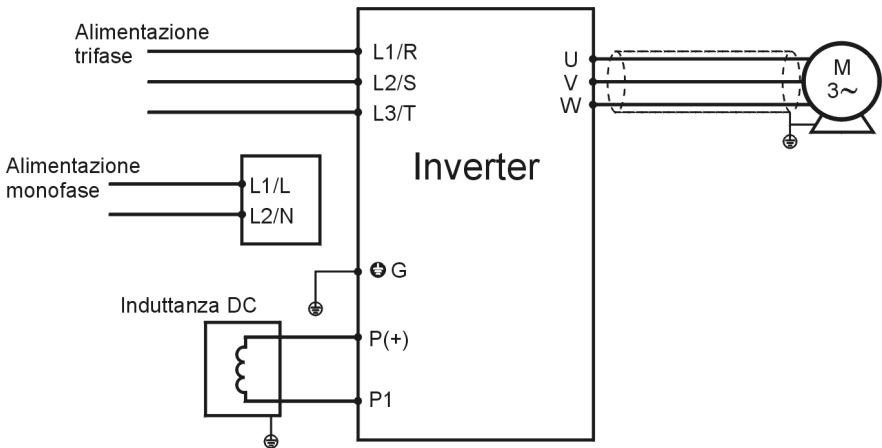 Alimentazione
trifase
L1/R
L2/S
L3/T
U
V
W
M
3~
Alimentazione
monofase
L1/L
L2/N
Inverter
G
Induttanza DC
P(+)
P1